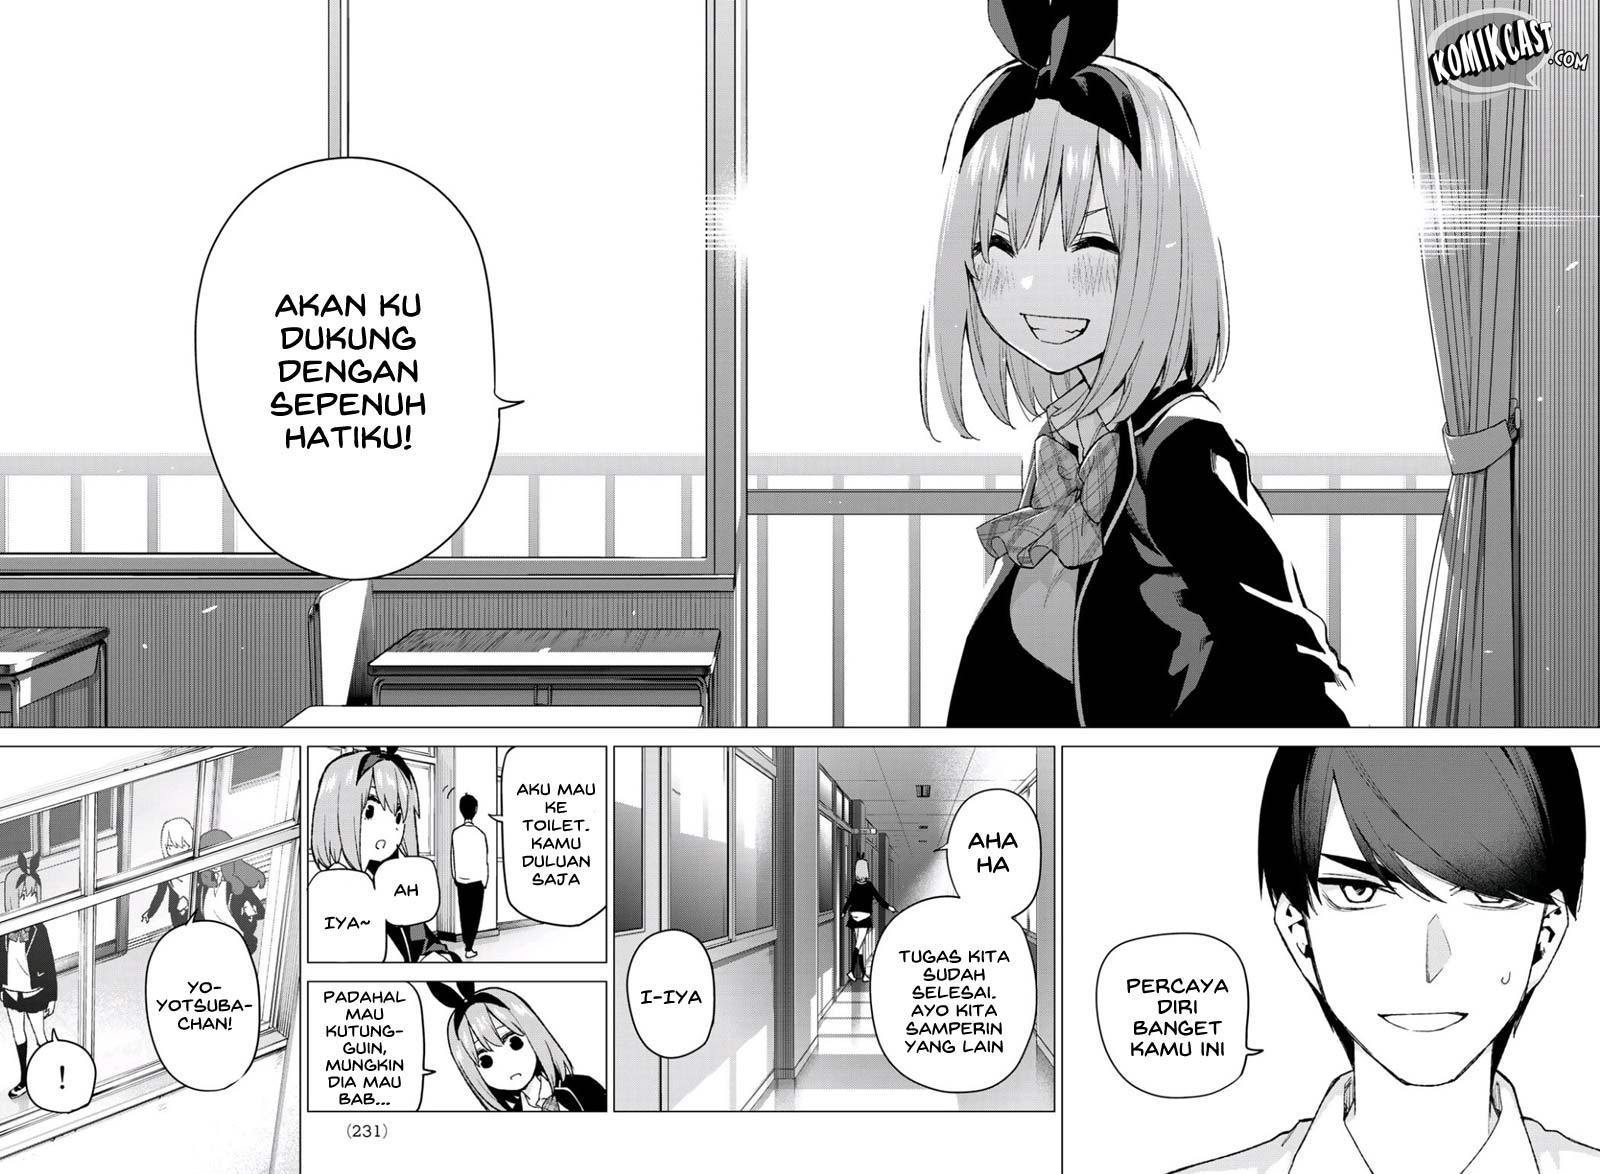 KOMIKCAST
.COM
AKAN KU
DUKUNG
DENGAN
SEPENUH
HATIKU!
PERCAYA
DIRI
BANGET
KAMU INI
AHA
HA
TUGAS KITA
SUDAH
SELESAI.
AYO KITA
SAMPERIN
YANG LAIN
I-IYA
AKU MAU
KE
TOILET.
KAMU
DULUAN
SAJA
AH
IYA~
PADAHAL
MAU
KUTUNG-
GUIN,
MUNGKIN
DIA MAU
BAB...
YO-
YOTSUBA-
CHAN!
!
(231)